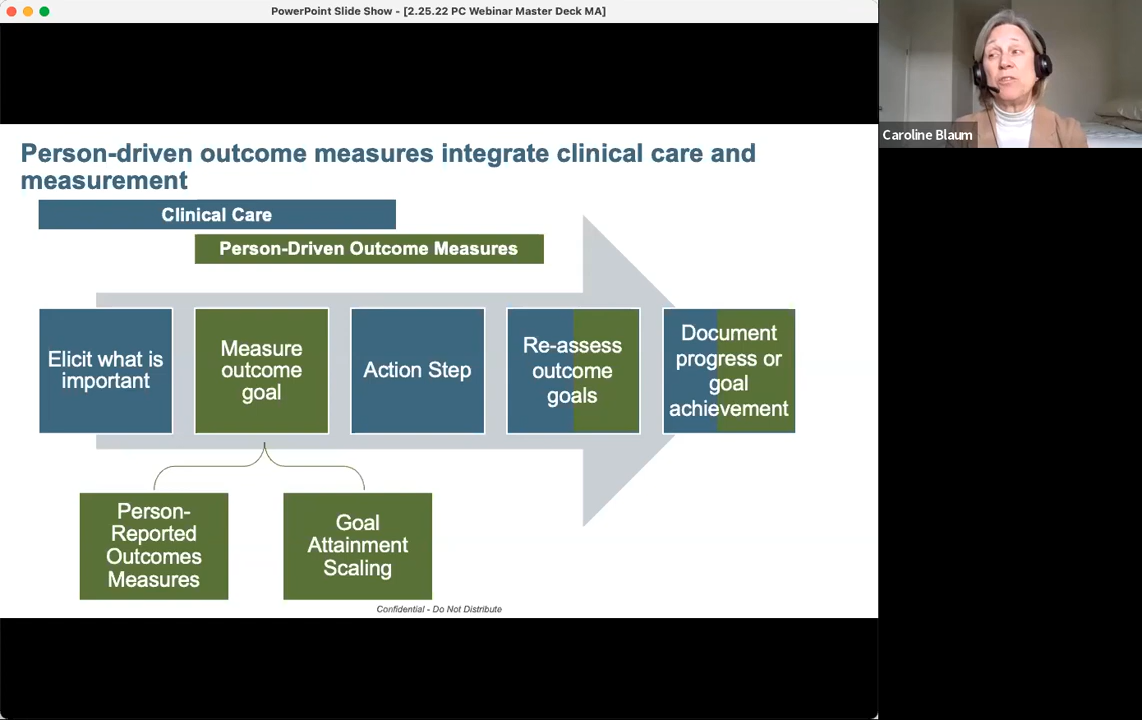 PowerPoint Slide Show - [2.25.22 PC Webinar Master Deck MA]
Caroline Blaum
Person-driven outcome measures integrate clinical care and
measurement
Clinical Care
Person-Driven Outcome Measures
Elicit what is
important
Measure
outcome
goal
Action Step
Re-assess
outcome
goals
Document
progress or
goal
achievement
Person-
Reported
Outcomes
Measures
Goal
Attainment
Scaling
Confidential - Do Not Distribute